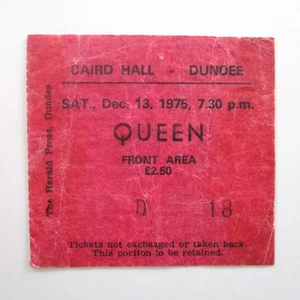 CAIRD HALL - DUNDEE
SAT., Dec. 13, 1975, 7.30 p.m.
QUEEN
FRONT AREA
£2.50
D 18
Tickets not exchanged or taken back.
This portion to be retained.
The Herald Press, Dundee